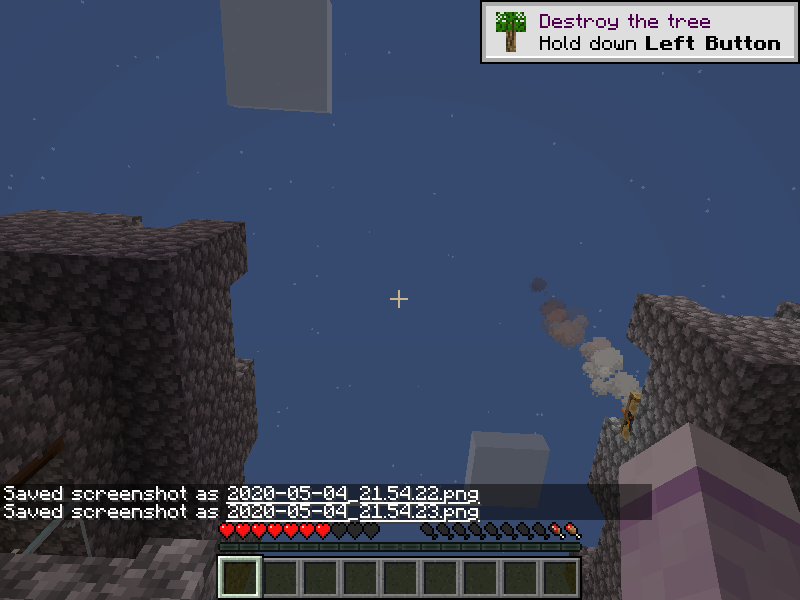 Destroy the tree
Hold down Left Button
Saved screenshot as 2020-05-04_21.54.22.png
Saved screenshot as 2020-05-04_21.54.23.png